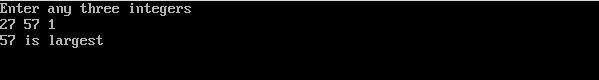 Enter any three integers
27 57 1
57 is largest